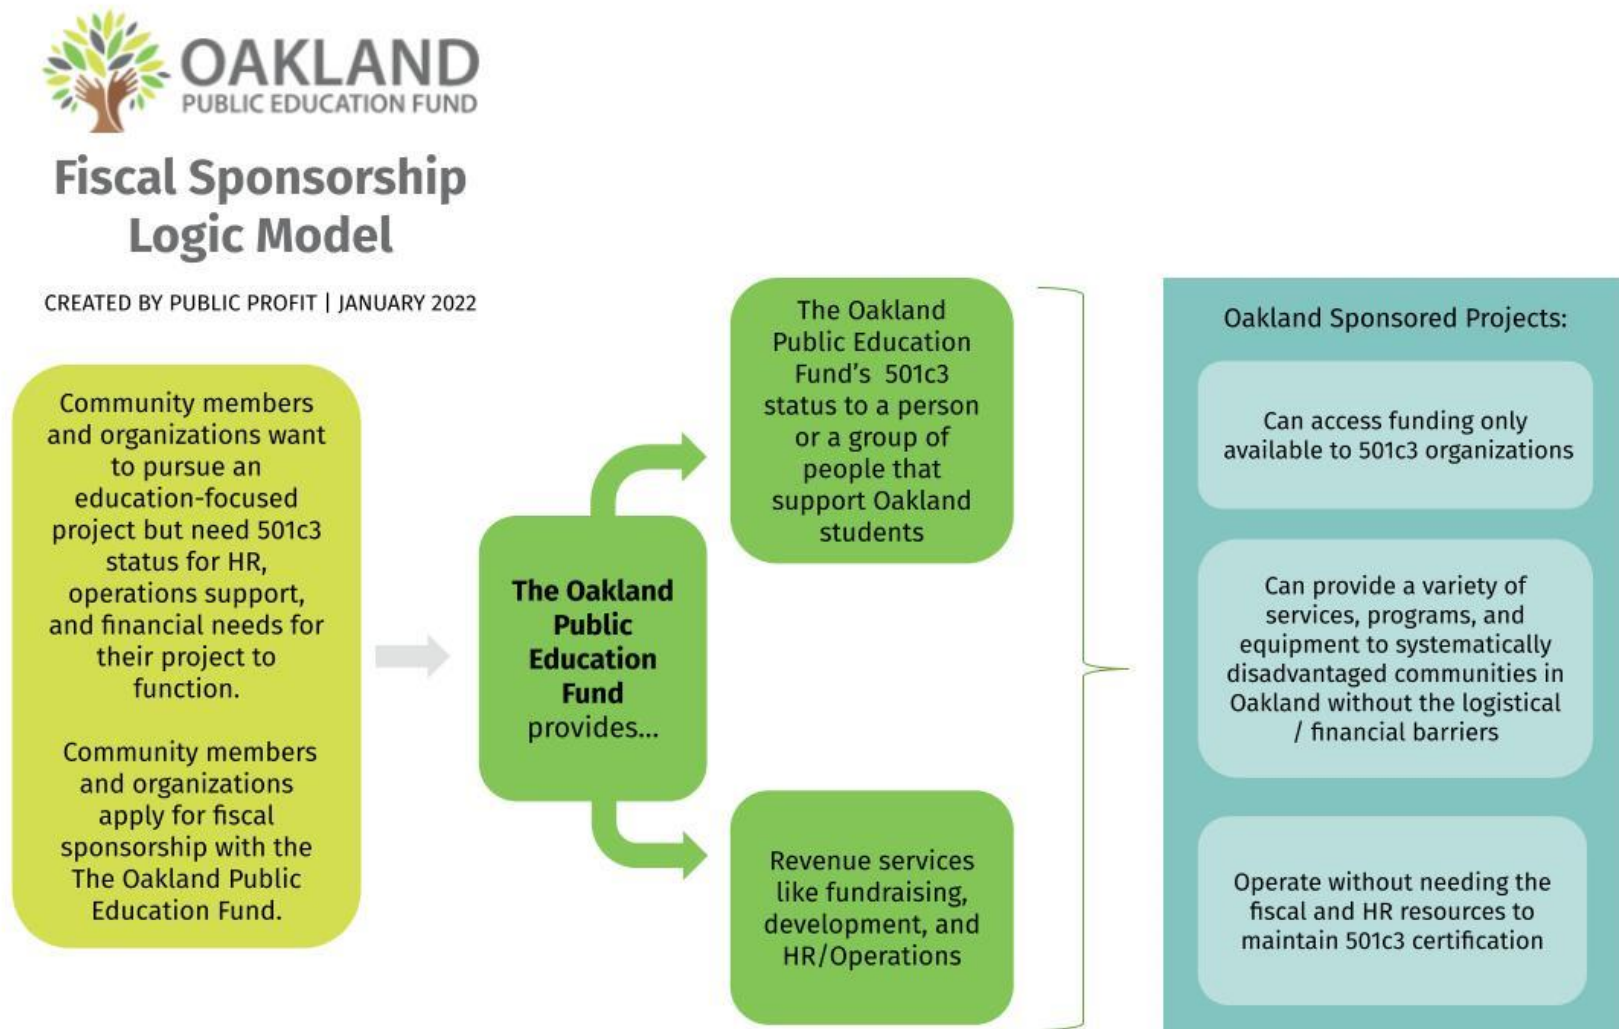 OAKLAND
PUBLIC EDUCATION FUND
Fiscal Sponsorship
Logic Model
CREATED BY PUBLIC PROFIT | JANUARY 2022
Community members
and organizations want
to pursue an
education-focused
project but need 501c3
status for HR,
operations support,
and financial needs for
their project to
function.
Community members
and organizations
apply for fiscal
sponsorship with the
The Oakland Public
Education Fund.
The Oakland
Public
Education
Fund
provides...
The Oakland
Public Education
Fund's 501c3
status to a person
or a group of
people that
support Oakland
students
Revenue services
like fundraising,
development, and
HR/Operations
Oakland Sponsored Projects:
Can access funding only
available to 501c3 organizations
Can provide a variety of
services, programs, and
equipment to systematically
disadvantaged communities in
Oakland without the logistical
/ financial barriers
Operate without needing the
fiscal and HR resources to
maintain 501c3 certification